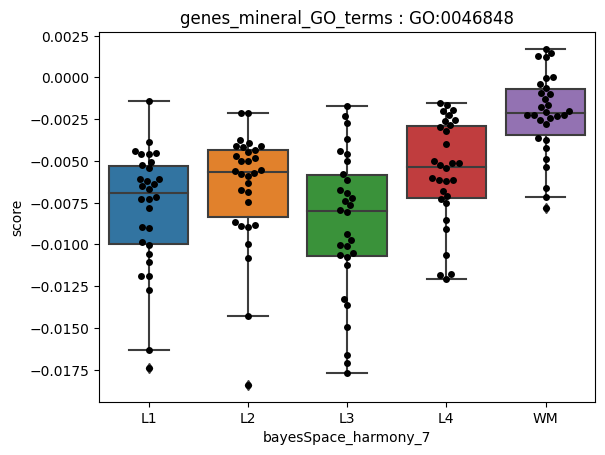 genes_mineral_GO_terms : GO:0046848
0.0025
0.0000
−0.0025
−0.0050
−0.0075
−0.0100
−0.0125
−0.0150
−0.0175
score
L1 L2 L3 L4 WM
bayesSpace_harmony_7